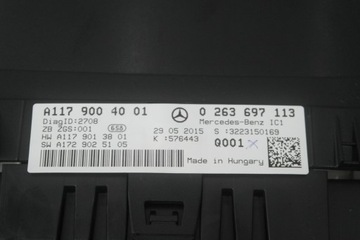 A117 900 40 01 0 263 697 113
DiagID:2708 Mercedes-Benz IC1
ZB ZGS:001 658 29 05 2015 S :3223150169
HW A117 901 38 01 K :576443
SW A172 902 51 05 Q001 X
Made in Hungary